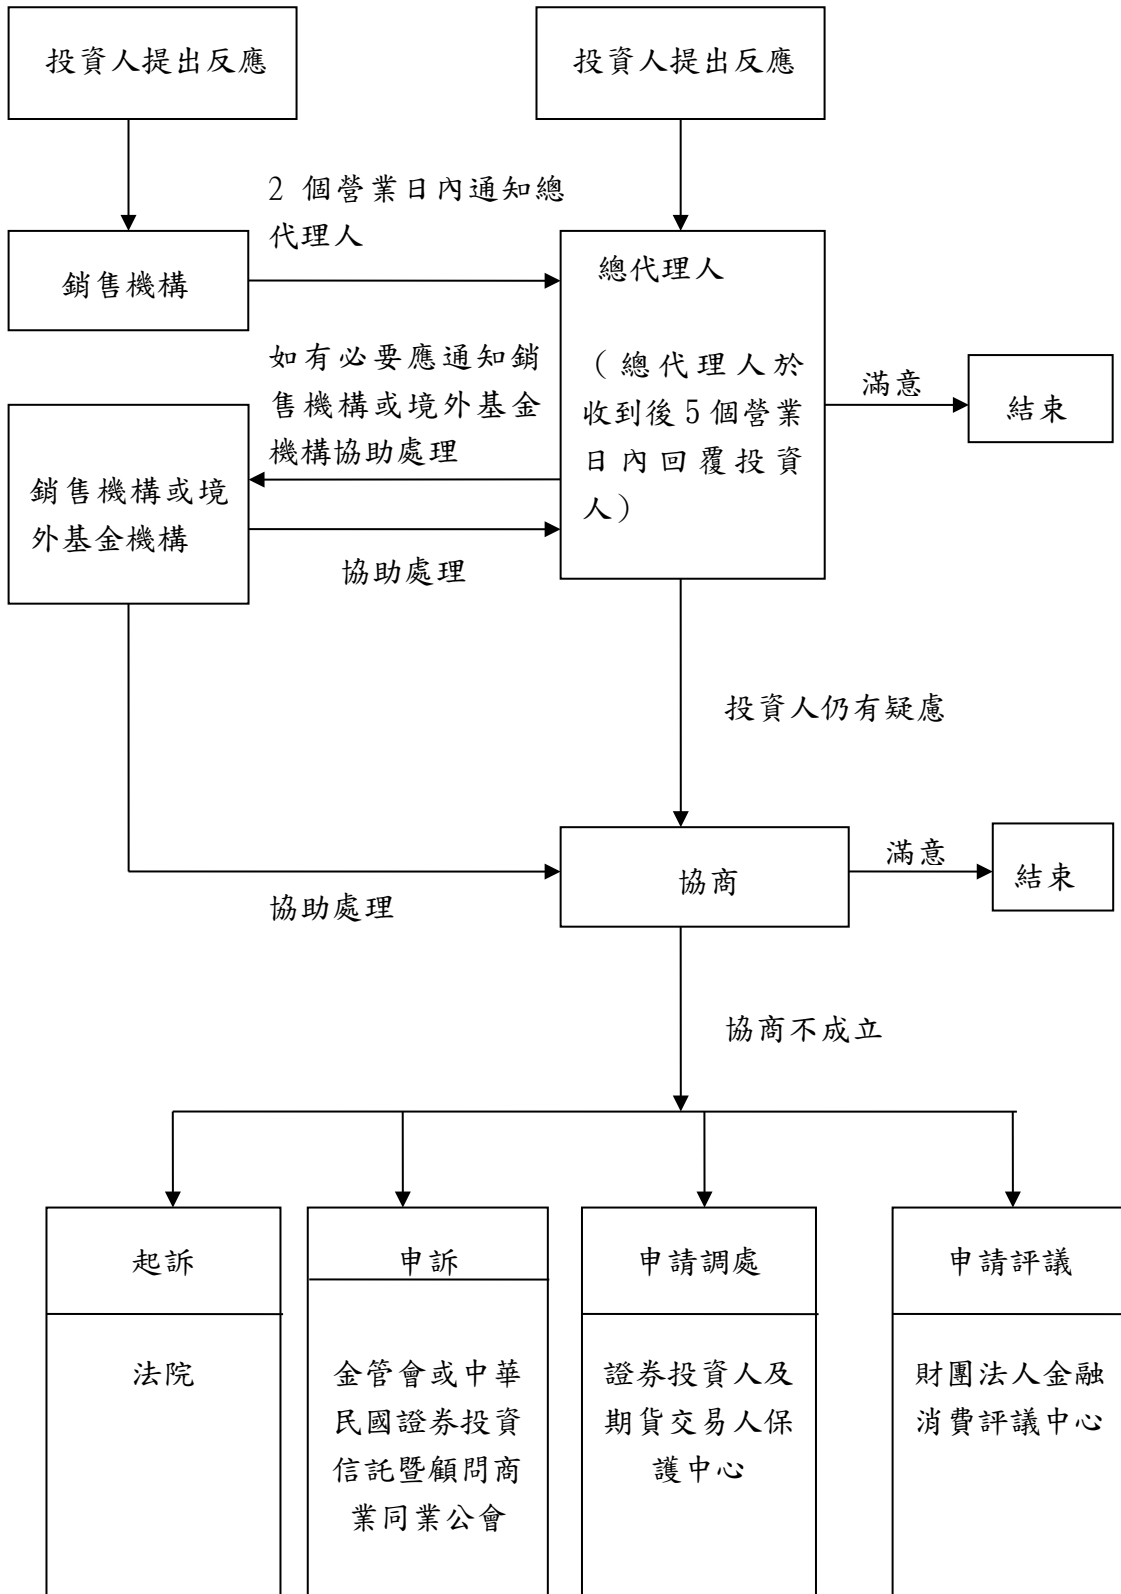 投資人提出反應
投資人提出反應
2 個營業日內通知總
代理人
銷售機構
總代理人
如有必要應通知銷
售機構或境外基金
機構協助處理
（總代理人於
收到後5個營業
日內回覆投資
人）
滿意
結束
銷售機構或境
外基金機構
協助處理
投資人仍有疑慮
協商
滿意
結束
協助處理
協商不成立
起訴
法院
申訴
金管會或中華
民國證券投資
信託暨顧問商
業同業公會
申請調處
證券投資人及
期貨交易人保
護中心
申請評議
財團法人金融
消費評議中心